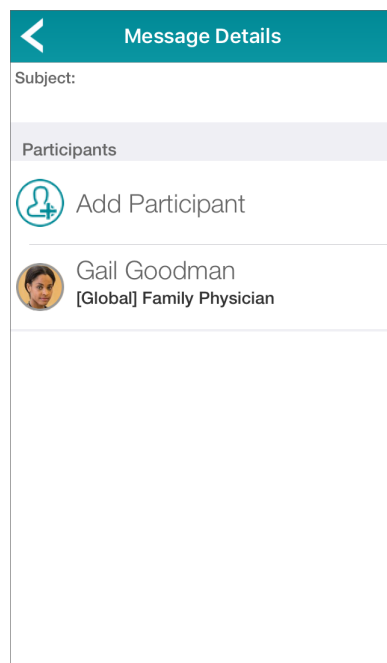 Message Details
Subject:
Participants
Add Participant
Gail Goodman
[Global] Family Physician